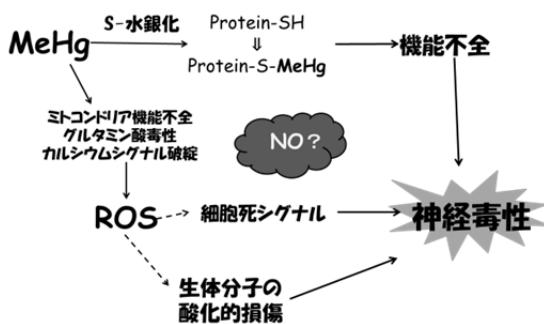 S-水銀化
MeHg
Protein-SH
⇓
Protein-S-MeHg
機能不全
ミトコンドリア機能不全
グルタミン酸毒性
カルシウムシグナル破綻
NO？
ROS
細胞死シグナル
神経毒性
生体分子の
酸化的損傷